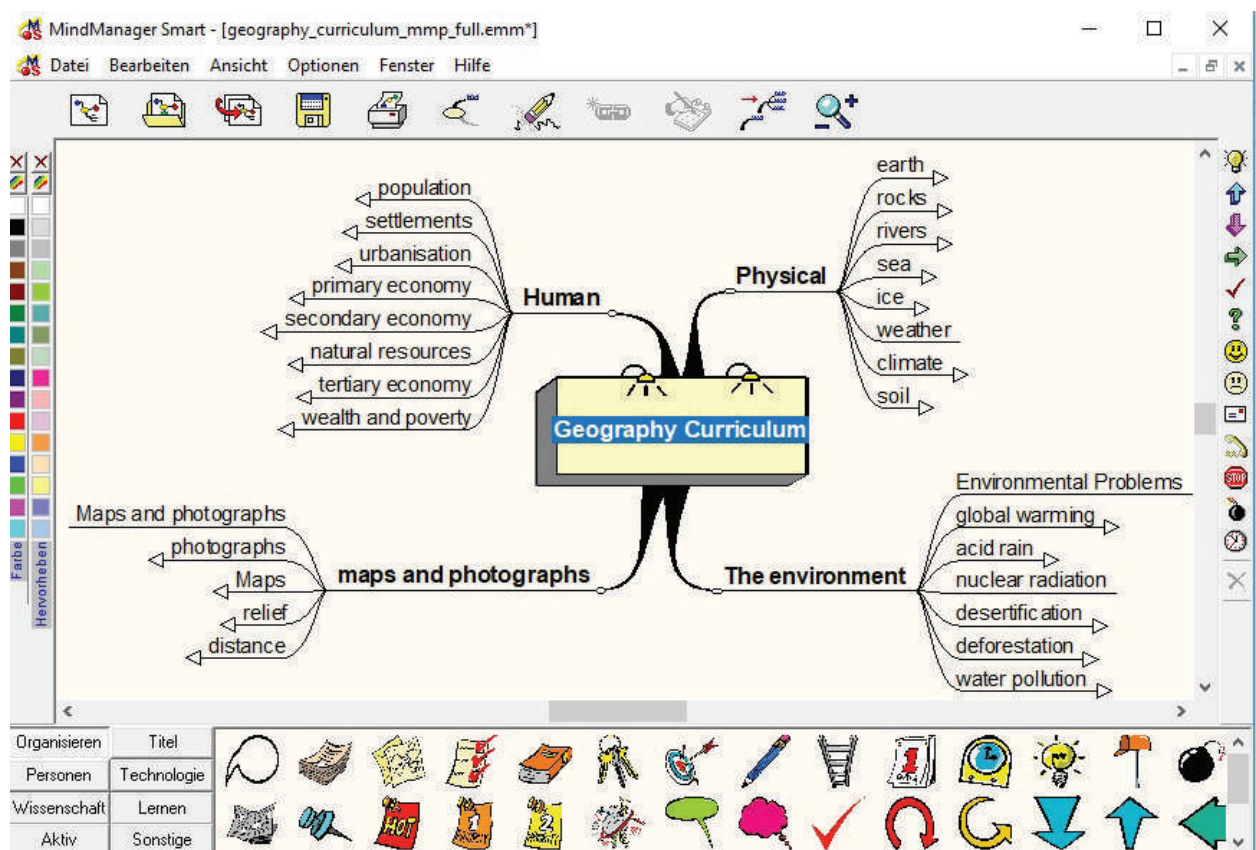 MindManager Smart - [geography_curriculum_mmp_full.emm*]
Datei Bearbeiten Ansicht Optionen Fenster Hilfe
population
settlements
urbanisation
primary economy
secondary economy
natural resources
tertiary economy
wealth and poverty
Human
Physical
earth
rocks
rivers
sea
ice
weather
climate
soil
Geography Curriculum
Maps and photographs
photographs
Maps
relief
distance
maps and photographs
The environment
Environmental Problems
global warming
acid rain
nuclear radiation
desertification
deforestation
water pollution
Farbe
Hervorheben
STOP
Organisieren Titel
Personen Technologie
Wissenschaft Lernen
Aktiv Sonstige
1
HOT
1
2